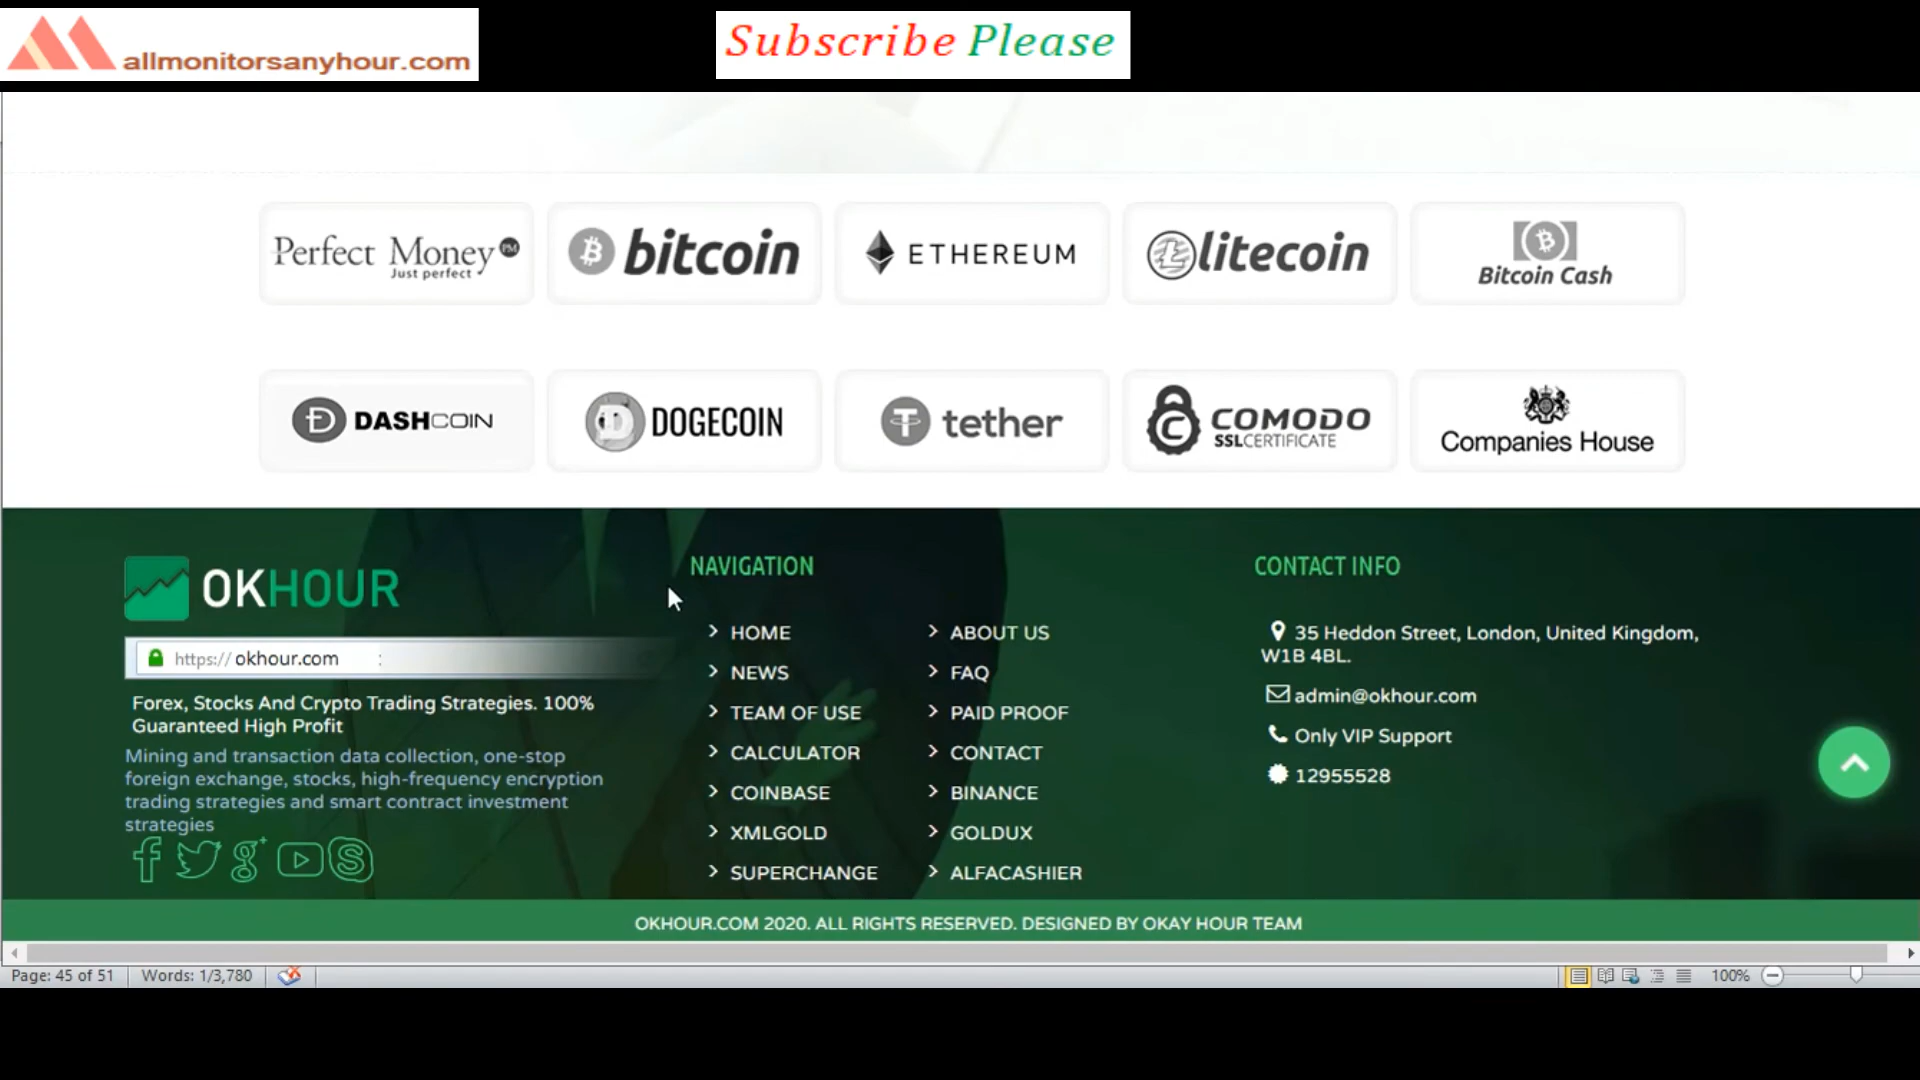 allmonitorsanyhour.com
Subscribe Please
Perfect Money PM
Just perfect
bitcoin
ETHEREUM
litecoin
Bitcoin Cash
DASHCOIN
DOGECOIN
tether
COMODO
SSLCERTIFICATE
Companies House
OKHOUR
https:// okhour.com :
Forex, Stocks And Crypto Trading Strategies. 100%
Guaranteed High Profit
Mining and transaction data collection, one-stop
foreign exchange, stocks, high-frequency encryption
trading strategies and smart contract investment
strategies
NAVIGATION
HOME
NEWS
TEAM OF USE
CALCULATOR
COINBASE
XMLGOLD
SUPERCHANGE
ABOUT US
FAQ
PAID PROOF
CONTACT
BINANCE
GOLDUX
ALFACASHIER
CONTACT INFO
35 Heddon Street, London, United Kingdom,
W1B 4BL.
admin@okhour.com
Only VIP Support
12955528
OKHOUR.COM 2020. ALL RIGHTS RESERVED. DESIGNED BY OKAY HOUR TEAM
Page: 45 of 51
Words: 1/3,780
100%